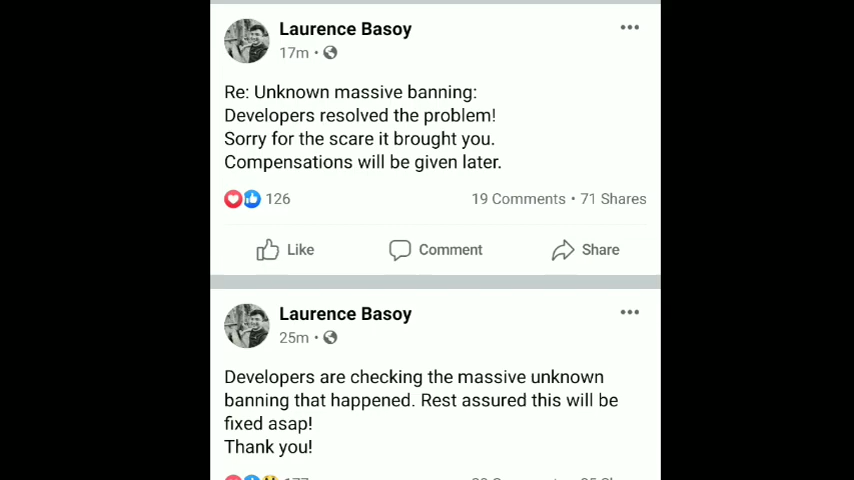 Laurence Basoy
17m
Re: Unknown massive banning:
Developers resolved the problem!
Sorry for the scare it brought you.
Compensations will be given later.
126
19 Comments • 71 Shares
Like
Comment
Share
Laurence Basoy
25m
Developers are checking the massive unknown
banning that happened. Rest assured this will be
fixed asap!
Thank you!